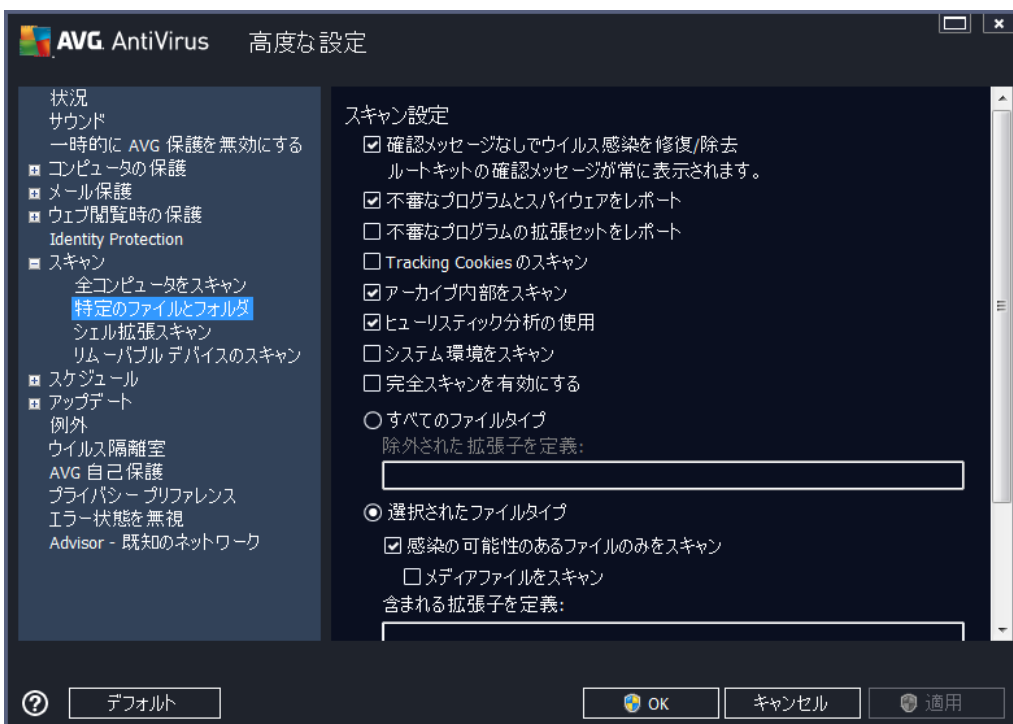 AVG. AntiVirus 高度な設定
状況
サウンド
一時的に AVG 保護を無効にする
コンピュータの保護
メール保護
ウェブ閲覧時の保護
Identity Protection
スキャン
全コンピュータをスキャン
特定のファイルとフォルダ
シェル拡張スキャン
リムーバブル デバイスのスキャン
スケジュール
アップデート
例外
ウイルス隔離室
AVG 自己保護
プライバシー プリファレンス
エラー状態を無視
Advisor - 既知のネットワーク
スキャン設定
確認メッセージなしでウイルス感染を修復/除去
ルートキットの確認メッセージが常に表示されます。
不審なプログラムとスパイウェアをレポート
不審なプログラムの拡張セットをレポート
Tracking Cookies のスキャン
アーカイブ内部をスキャン
ヒューリスティック分析の使用
システム環境をスキャン
完全スキャンを有効にする
すべてのファイルタイプ
除外された拡張子を定義:
選択されたファイルタイプ
感染の可能性のあるファイルのみをスキャン
メディアファイルをスキャン
含まれる拡張子を定義:
デフォルト
OK
キャンセル
適用